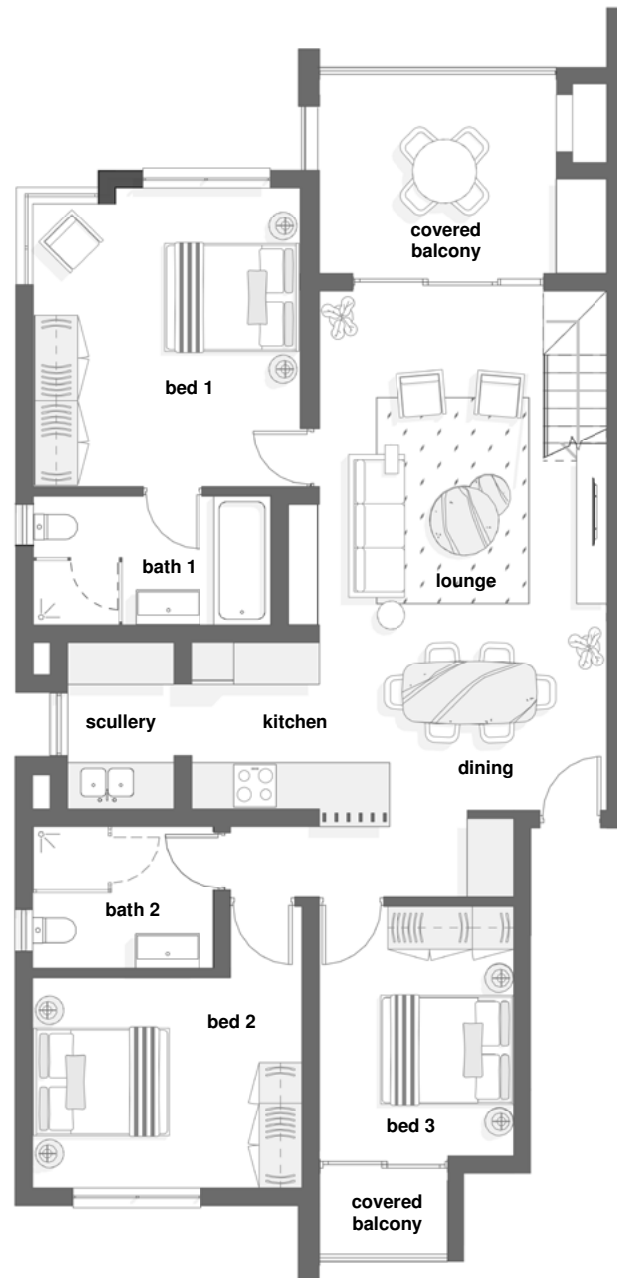 covered
balcony
bed 1
bath 1
lounge
scullery
kitchen
dining
bath 2
bed 2
bed 3
covered
balcony